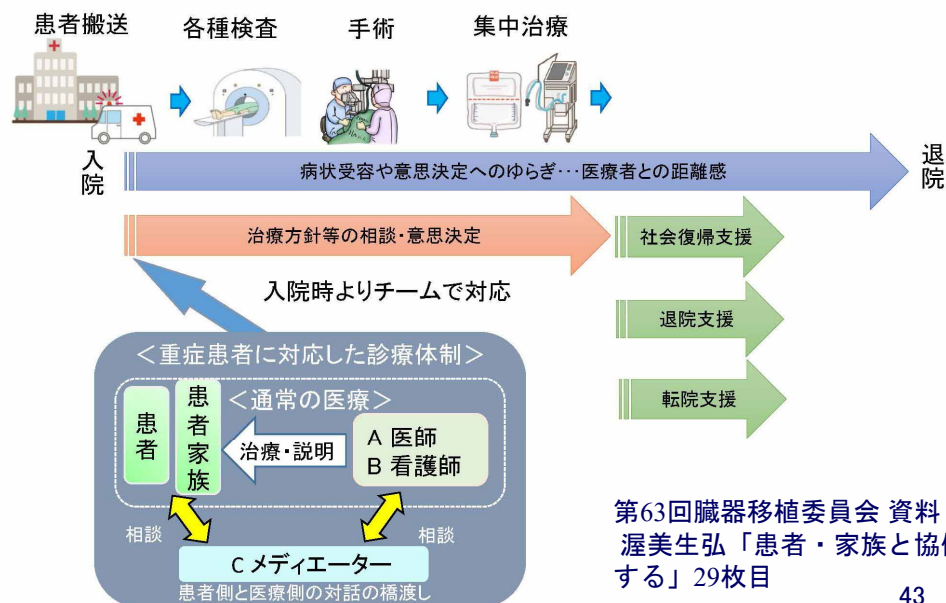 患者搬送
各種検査
手術
集中治療
入院
病状受容や意思決定へのゆらぎ…医療者との距離感
退院
治療方針等の相談・意思決定
社会復帰支援
入院時よりチームで対応
退院支援
転院支援
＜重症患者に対応した診療体制＞
＜通常の医療＞
患者
患者家族
治療・説明
A 医師
B 看護師
相談
相談
C メディエーター
患者側と医療側の対話の橋渡し
第63回臓器移植委員会 資料
渥美生弘「患者・家族と協
する」29枚目
43